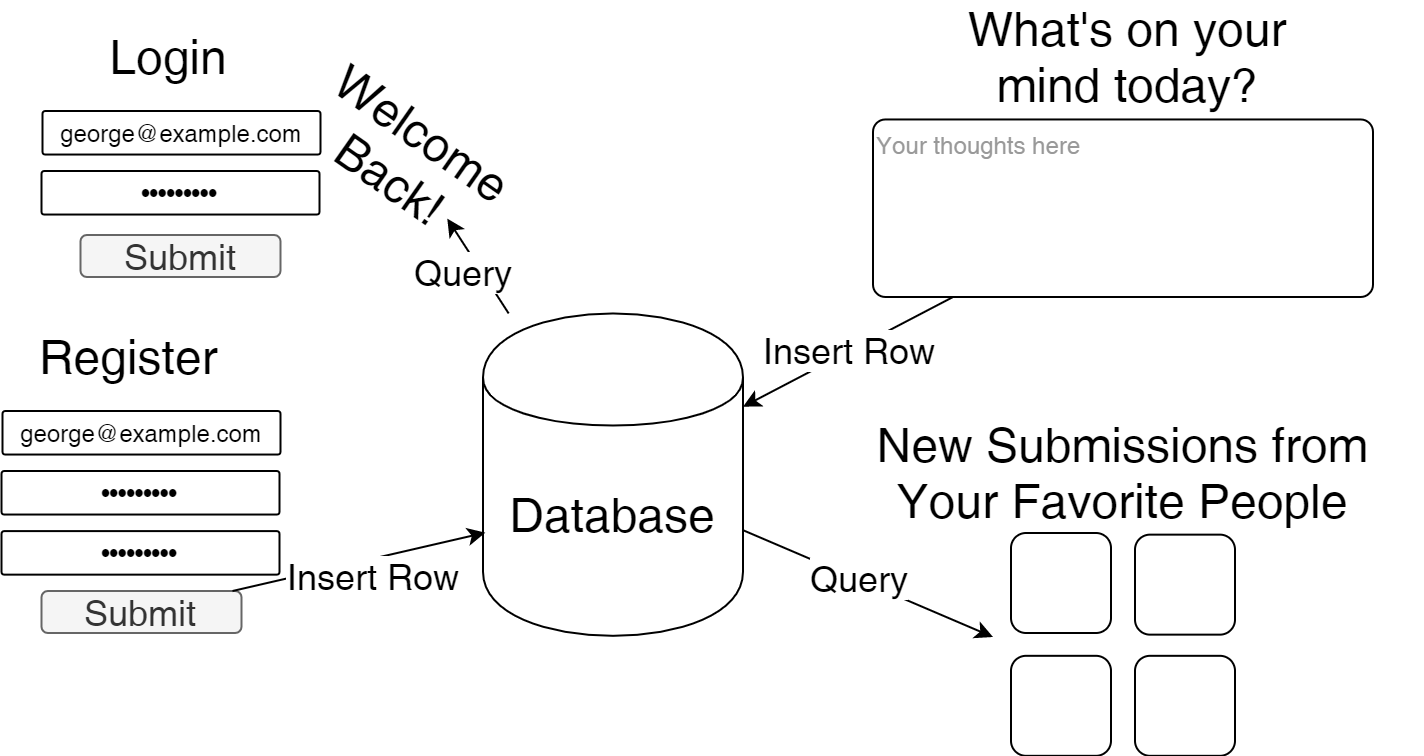 Login
george@example.com
•••••••••
Submit
Welcome
Back!
Query
Register
george@example.com
•••••••••
•••••••••
Submit
Insert Row
Database
What's on your
mind today?
Your thoughts here
Insert Row
New Submissions from
Your Favorite People
Query